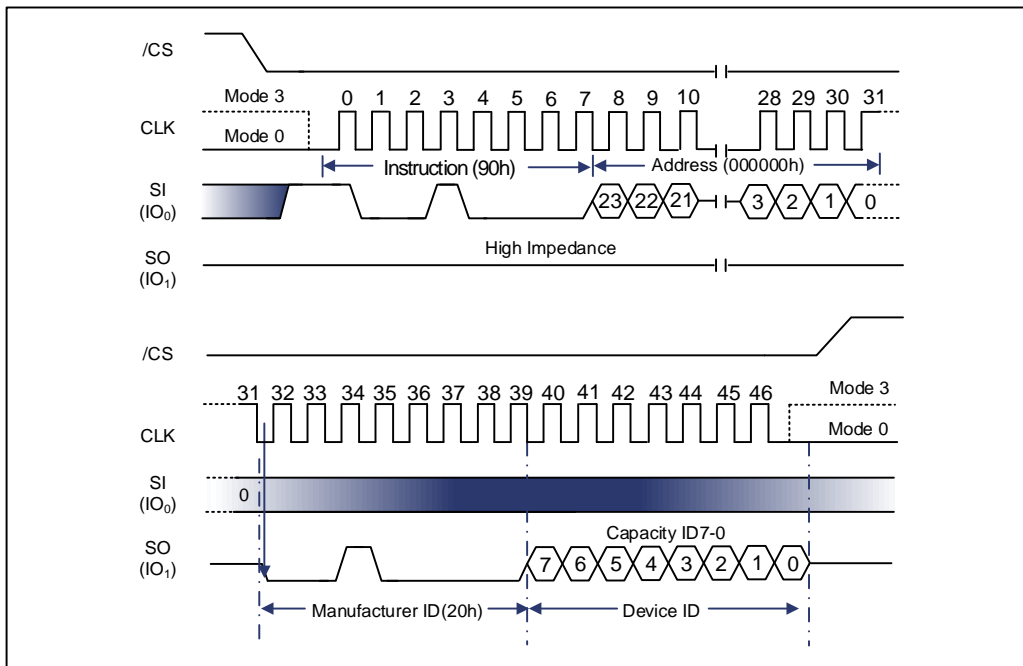 /CS
Mode 3
0 1 2 3 4 5 6 7 8 9 10 28 29 30 31
CLK
Mode 0
Instruction (90h) Address (000000h)
SI
(IO₀)
23 22 21 3 2 1 0
High Impedance
SO
(IO₁)
/CS
31 32 33 34 35 36 37 38 39 40 41 42 43 44 45 46
Mode 3
CLK
Mode 0
SI
(IO₀)
0
Capacity ID7-0
SO
(IO₁)
7 6 5 4 3 2 1 0
Manufacturer ID(20h) Device ID